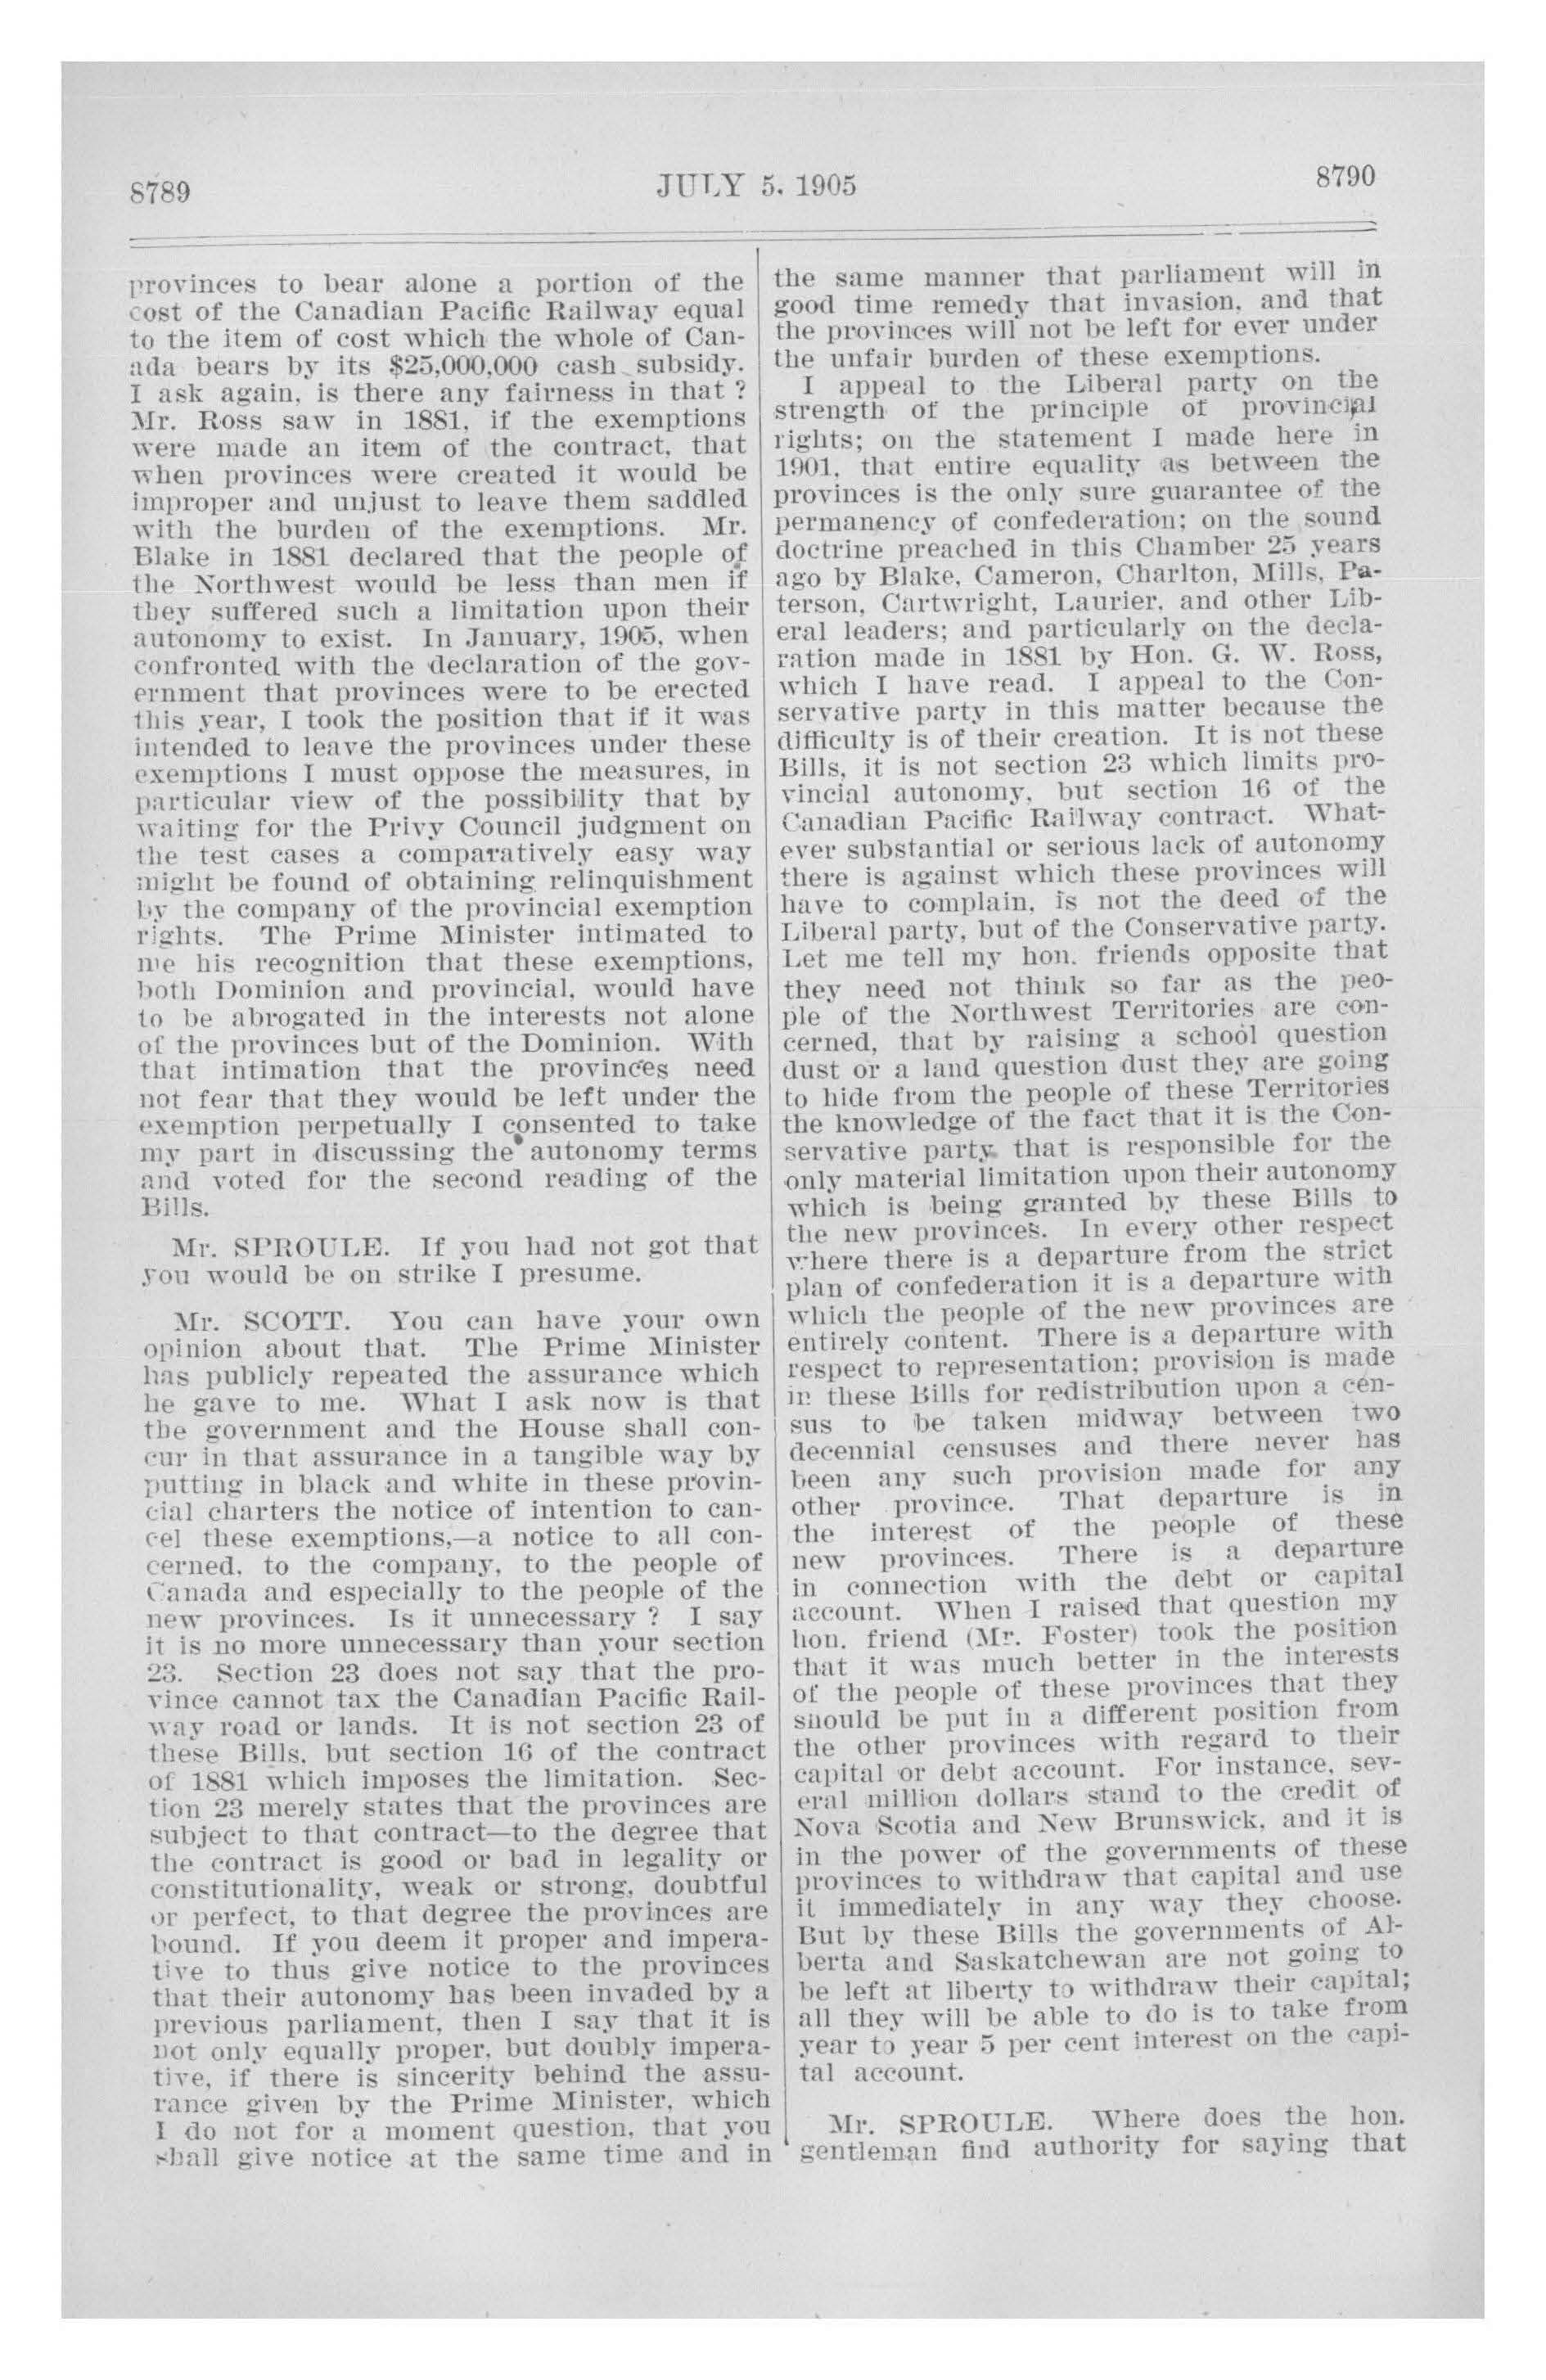 8789
JULY 5, 1905
8790
provinces to bear alone a portion of the
cost of the Canadian Pacific Railway equal
to the item of cost which the whole of Can-
ada bears by its $25,000,000 cash subsidy.
I ask again, is there any fairness in that ?
Mr. Ross saw in 1881, if the exemptions
were made an item of the contract, that
when provinces were created it would be
improper and unjust to leave them saddled
with the burden of the exemptions. Mr.
Blake in 1881 declared that the people of
the Northwest would be less than men if
they suffered such a limitation upon their
autonomy to exist. In January, 1905, when
confronted with the declaration of the gov-
ernment that provinces were to be erected
this year, I took the position that if it was
intended to leave the provinces under these
exemptions I must oppose the measures, in
particular view of the possibility that by
waiting for the Privy Council judgment on
the test cases a comparatively easy way
might be found of obtaining relinquishment
by the company of the provincial exemption
rights. The Prime Minister intimated to
me his recognition that these exemptions,
both Dominion and provincial, would have
to be abrogated in the interests not alone
of the provinces but of the Dominion. With
that intimation that the provinces need
not fear that they would be left under the
exemption perpetually I consented to take
my part in discussing the autonomy terms
and voted for the second reading of the
Bills.
Mr. SPROULE. If you had not got that
you would be on strike I presume.
Mr. SCOTT. You can have your own
opinion about that. The Prime Minister
has publicly repeated the assurance which
he gave to me. What I ask now is that
the government and the House shall con-
cur in that assurance in a tangible way by
putting in black and white in these provin-
cial charters the notice of intention to can-
cel these exemptions,—a notice to all con-
cerned, to the company, to the people of
Canada and especially to the people of the
new provinces. Is it unnecessary ? I say
it is no more unnecessary than your section
23. Section 23 does not say that the pro-
vince cannot tax the Canadian Pacific Rail-
way road or lands. It is not section 23 of
these Bills, but section 16 of the contract
of 1881 which imposes the limitation. Sec-
tion 23 merely states that the provinces are
subject to that contract—to the degree that
the contract is good or bad in legality or
constitutionality, weak or strong, doubtful
or perfect, to that degree the provinces are
bound. If you deem it proper and impera-
tive to thus give notice to the provinces
that their autonomy has been invaded by a
previous parliament, then I say that it is
not only equally proper, but doubly impera-
tive, if there is sincerity behind the assu-
rance given by the Prime Minister, which
I do not for a moment question, that you
shall give notice at the same time and in
the same manner that parliament will in
good time remedy that invasion, and that
the provinces will not be left for ever under
the unfair burden of these exemptions.
I appeal to the Liberal party on the
strength of the principle of provincial
rights; on the statement I made here in
1901, that entire equality as between the
provinces is the only sure guarantee of the
permanency of confederation; on the sound
doctrine preached in this Chamber 25 years
ago by Blake, Cameron, Charlton, Mills, Pa-
terson, Cartwright, Laurier, and other Lib-
eral leaders; and particularly on the decla-
ration made in 1881 by Hon. G. W. Ross,
which I have read. I appeal to the Con-
servative party in this matter because the
difficulty is of their creation. It is not these
Bills, it is not section 23 which limits pro-
vincial autonomy, but section 16 of the
Canadian Pacific Railway contract. What-
ever substantial or serious lack of autonomy
there is against which these provinces will
have to complain, is not the deed of the
Liberal party, but of the Conservative party.
Let me tell my hon. friends opposite that
they need not think so far as the peo-
ple of the Northwest Territories are con-
cerned, that by raising a school question
dust or a land question dust they are going
to hide from the people of these Territories
the knowledge of the fact that it is the Con-
servative party that is responsible for the
only material limitation upon their autonomy
which is being granted by these Bills to
the new provinces. In every other respect
where there is a departure from the strict
plan of confederation it is a departure with
which the people of the new provinces are
entirely content. There is a departure with
respect to representation; provision is made
in these Bills for redistribution upon a cen-
sus to be taken midway between two
decennial censuses and there never has
been any such provision made for any
other province. That departure is in
the interest of the people of these
new provinces. There is a departure
in connection with the debt or capital
account. When I raised that question my
hon. friend (Mr. Foster) took the position
that it was much better in the interests
of the people of these provinces that they
should be put in a different position from
the other provinces with regard to their
capital or debt account. For instance, sev-
eral million dollars stand to the credit of
Nova Scotia and New Brunswick, and it is
in the power of the governments of these
provinces to withdraw that capital and use
it immediately in any way they choose.
But by these Bills the governments of Al-
berta and Saskatchewan are not going to
be left at liberty to withdraw their capital;
all they will be able to do is to take from
year to year 5 per cent interest on the capi-
tal account.
Mr. SPROULE. Where does the hon.
gentleman find authority for saying that